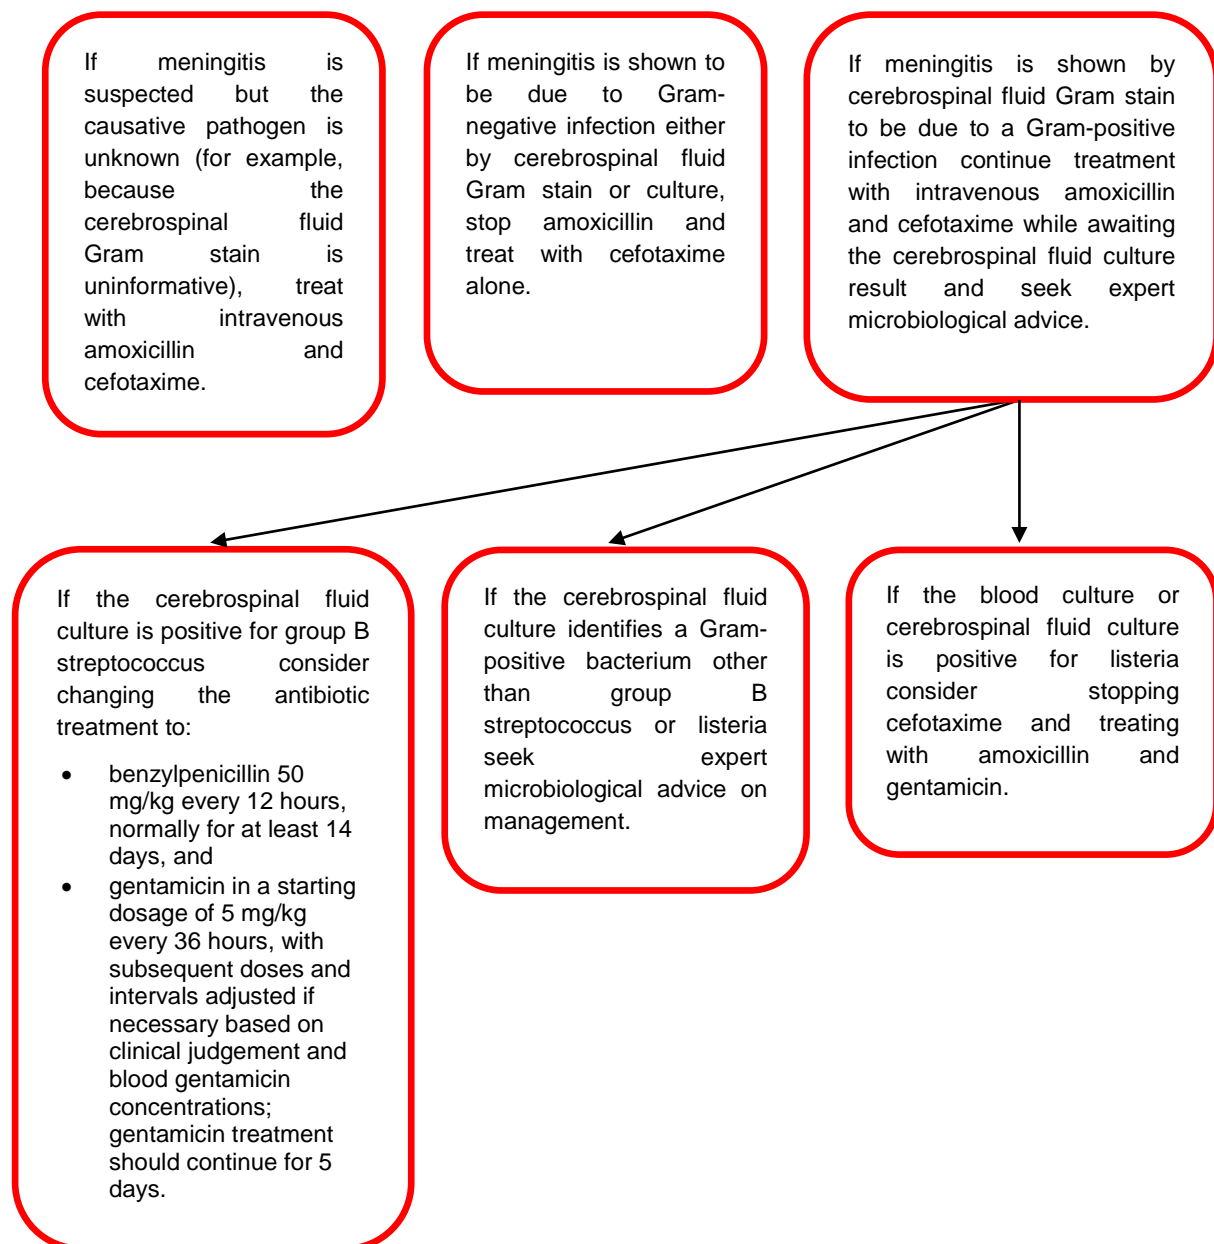 If meningitis is
suspected but the
causative pathogen is
unknown (for example,
because the
cerebrospinal fluid
Gram stain is
uninformative), treat
with intravenous
amoxicillin and
cefotaxime.
If meningitis is shown to
be due to Gram-
negative infection either
by cerebrospinal fluid
Gram stain or culture,
stop amoxicillin and
treat with cefotaxime
alone.
If meningitis is shown by
cerebrospinal fluid Gram stain
to be due to a Gram-positive
infection continue treatment
with intravenous amoxicillin
and cefotaxime while awaiting
the cerebrospinal fluid culture
result and seek expert
microbiological advice.
If the cerebrospinal fluid
culture is positive for group B
streptococcus consider
changing the antibiotic
treatment to:
• benzylpenicillin 50
mg/kg every 12 hours,
normally for at least 14
days, and
• gentamicin in a starting
dosage of 5 mg/kg
every 36 hours, with
subsequent doses and
intervals adjusted if
necessary based on
clinical judgement and
blood gentamicin
concentrations;
gentamicin treatment
should continue for 5
days.
If the cerebrospinal fluid
culture identifies a Gram-
positive bacterium other
than group B
streptococcus or listeria
seek expert
microbiological advice on
management.
If the blood culture or
cerebrospinal fluid culture
is positive for listeria
consider stopping
cefotaxime and treating
with amoxicillin and
gentamicin.